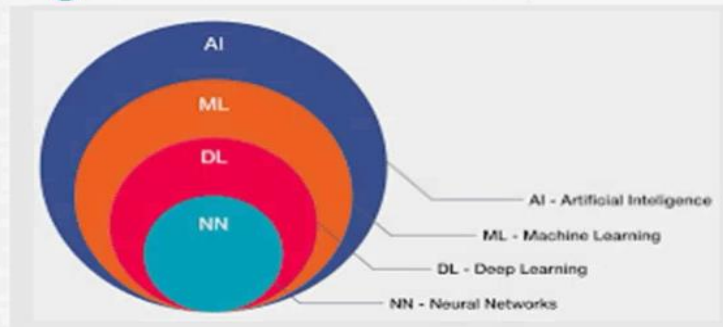 AI
ML
DL
NN
AI - Artificial Inteligence
ML - Machine Learning
DL - Deep Learning
NN - Neural Networks